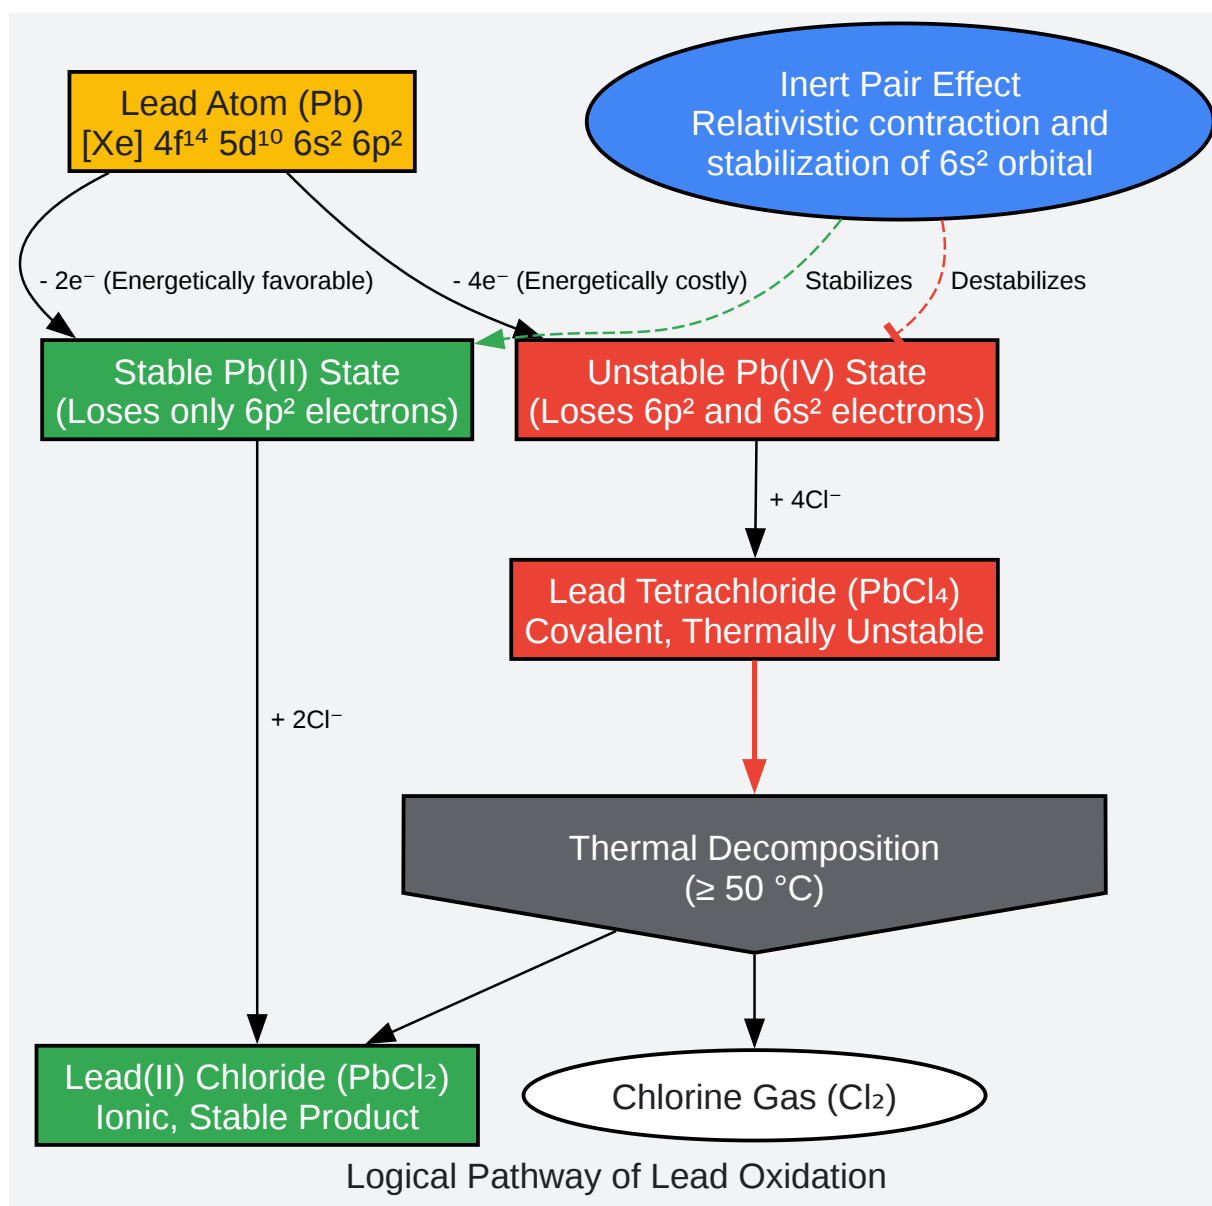 Lead Atom (Pb)
[Xe] 4f¹⁴ 5d¹⁰ 6s² 6p²
Inert Pair Effect
Relativistic contraction and
stabilization of 6s² orbital
- 2e⁻ (Energetically favorable)
- 4e⁻ (Energetically costly)
Stabilizes
Destabilizes
Stable Pb(II) State
(Loses only 6p² electrons)
Unstable Pb(IV) State
(Loses 6p² and 6s² electrons)
+ 4Cl⁻
Lead Tetrachloride (PbCl₄)
Covalent, Thermally Unstable
+ 2Cl⁻
Thermal Decomposition
(≥ 50 °C)
Lead(II) Chloride (PbCl₂)
Ionic, Stable Product
Chlorine Gas (Cl₂)
Logical Pathway of Lead Oxidation